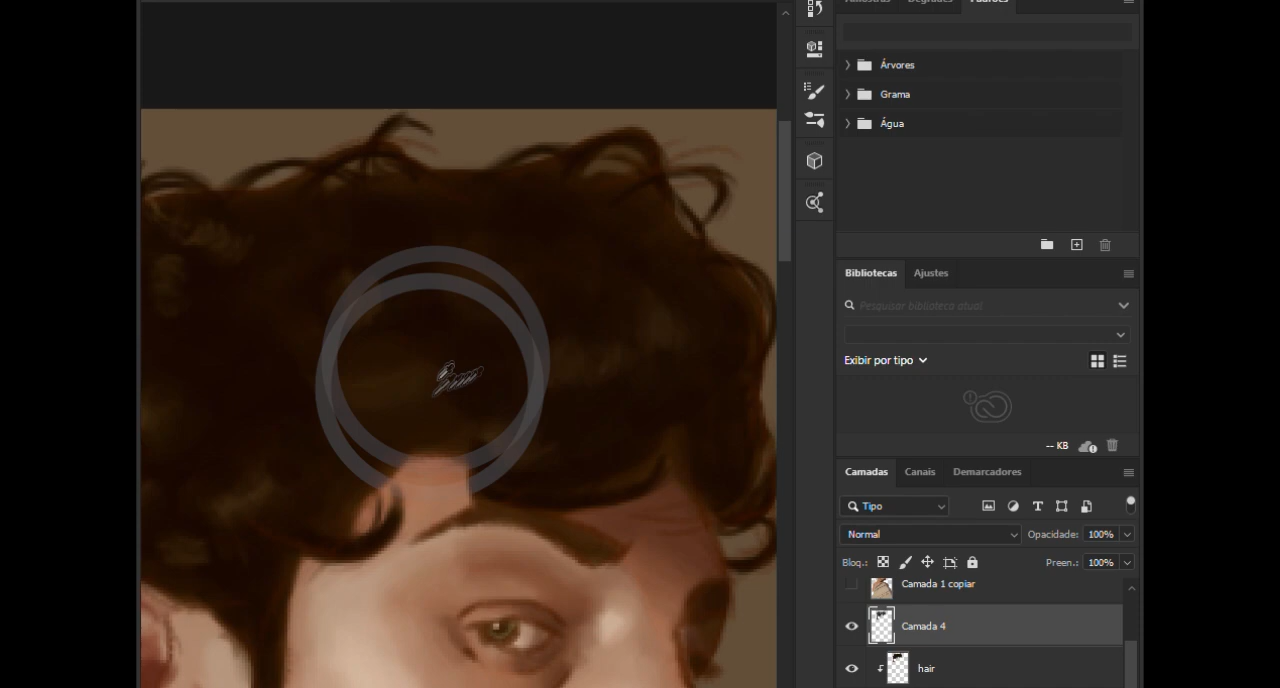 Padrões
Árvores
Grama
Água
Bibliotecas Ajustes
Pesquisar biblioteca atual
Exibir por tipo
-- KB
Camadas Canais Demarcadores
Tipo
Normal Opacidade: 100%
Bloq.: Preen.: 100%
Camada 1 copiar
Camada 4
hair